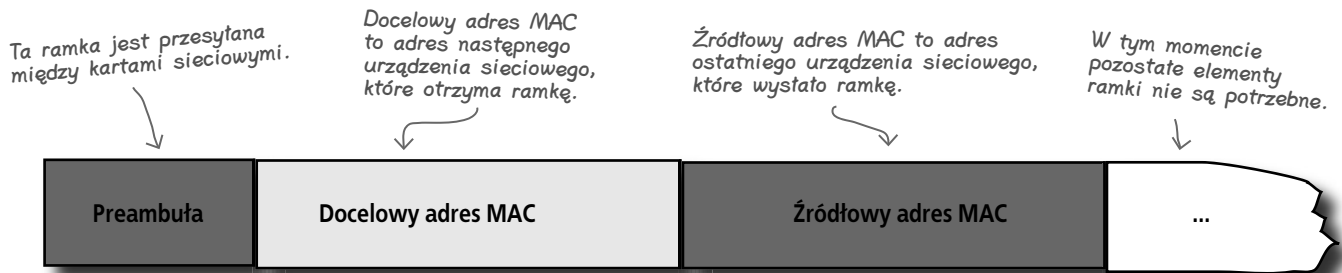 Ta ramka jest przesyłana
między kartami sieciowymi.
Docelowy adres MAC
to adres następnego
urządzenia sieciowego,
które otrzyma ramkę.
Źródłowy adres MAC to adres
ostatniego urządzenia sieciowego,
które wysłało ramkę.
W tym momencie
pozostałe elementy
ramki nie są potrzebne.
Preambuła
Docelowy adres MAC
Źródłowy adres MAC
...